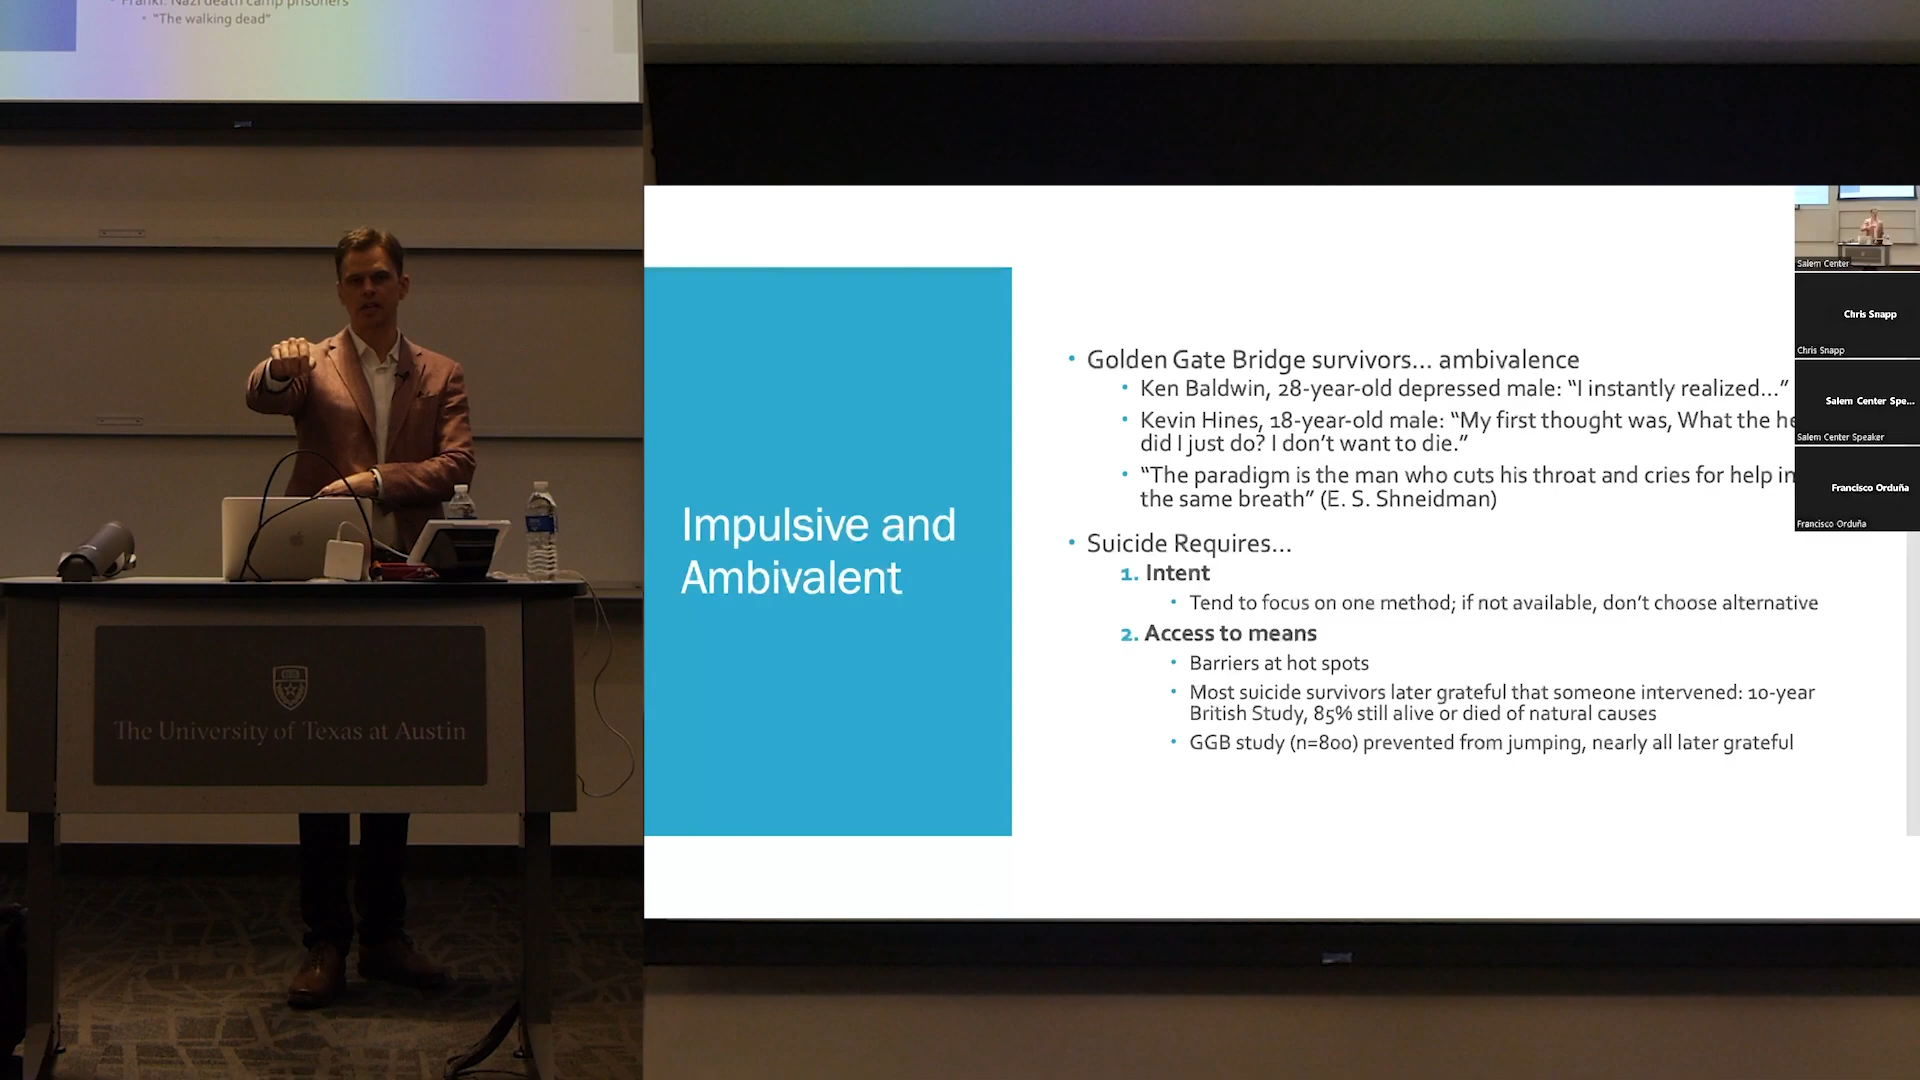 Frankl: Nazi death camp prisoners
• "The walking dead"
The University of Texas at Austin
Impulsive and
Ambivalent
• Golden Gate Bridge survivors... ambivalence
• Ken Baldwin, 28-year-old depressed male: “I instantly realized...”
• Kevin Hines, 18-year-old male: “My first thought was, What the he
did I just do? I don’t want to die.”
• “The paradigm is the man who cuts his throat and cries for help in
the same breath” (E. S. Shneidman)
• Suicide Requires...
1. Intent
• Tend to focus on one method; if not available, don’t choose alternative
2. Access to means
• Barriers at hot spots
• Most suicide survivors later grateful that someone intervened: 10-year
British Study, 85% still alive or died of natural causes
• GGB study (n=800) prevented from jumping, nearly all later grateful
Salem Center
Chris Snapp
Chris Snapp
Salem Center Spe...
Salem Center Speaker
Francisco Orduña
Francisco Orduña